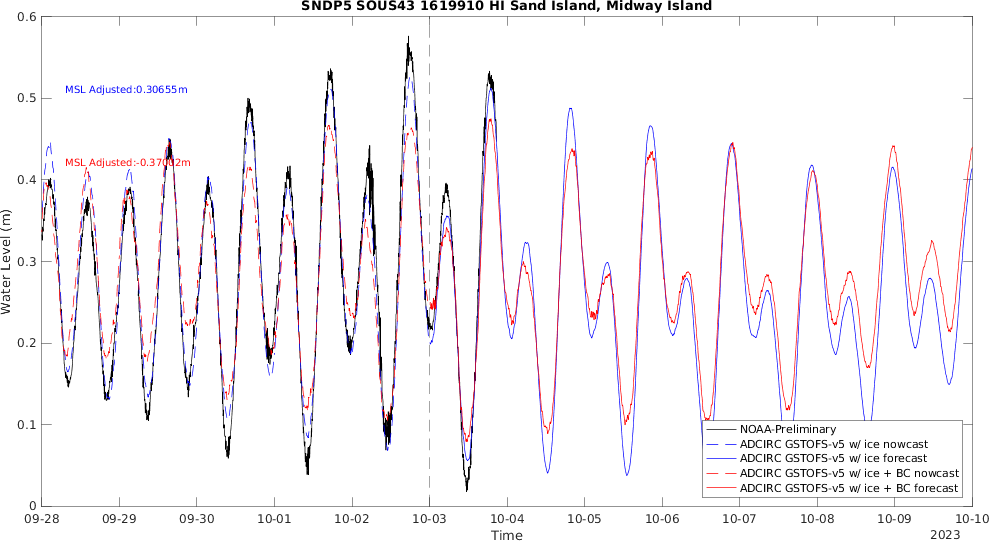 SNDP5 SOUS43 1619910 HI Sand Island, Midway Island
0.6
0.5
0.4
0.3
0.2
0.1
0
Water Level (m)
MSL Adjusted:0.30655m
MSL Adjusted:-0.37002m
NOAA-Preliminary
ADCIRC GSTOFS-v5 w/ ice nowcast
ADCIRC GSTOFS-v5 w/ ice forecast
ADCIRC GSTOFS-v5 w/ ice + BC nowcast
ADCIRC GSTOFS-v5 w/ ice + BC forecast
09-28 09-29 09-30 10-01 10-02 10-03 10-04 10-05 10-06 10-07 10-08 10-09 10-10
Time
2023